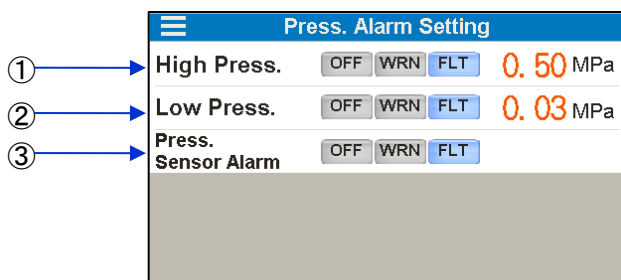 Press. Alarm Setting
① High Press. OFF WRN FLT 0.50 MPa
② Low Press. OFF WRN FLT 0.03 MPa
③ Press.
Sensor Alarm OFF WRN FLT